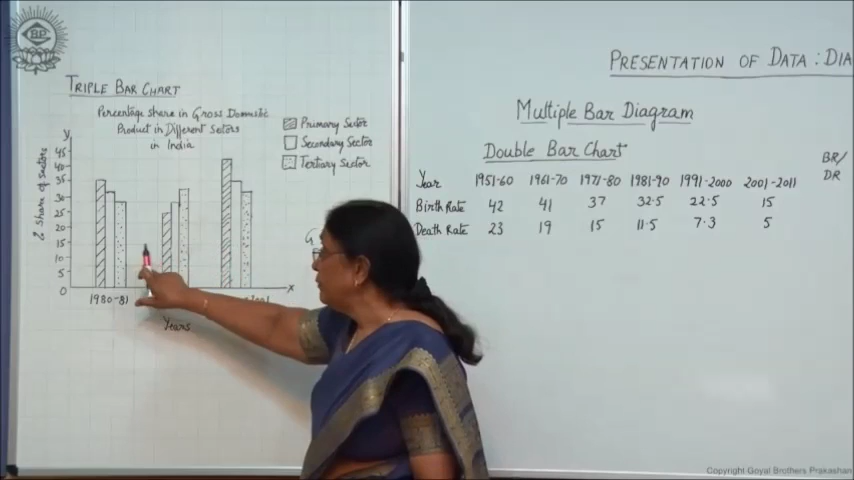 GBP
TRIPLE BAR CHART
Percentage share in Gross Domestic
Product in Different Setors
in India
Primary Sector
Secondary Sector
Tertiary Sector
% share of sectors
y
45
40
35
30
25
20
15
10
5
0
x
1980-81
Years
PRESENTATION OF DATA : DIA
Multiple Bar Diagram
Double Bar Chart
Year 1951-60 1961-70 1971-80 1981-90 1991-2000 2001-2011
Birth Rate 42 41 37 32.5 22.5 15
Death Rate 23 19 15 11.5 7.3 5
BR/
DR
Copyright Goyal Brothers Prakashan